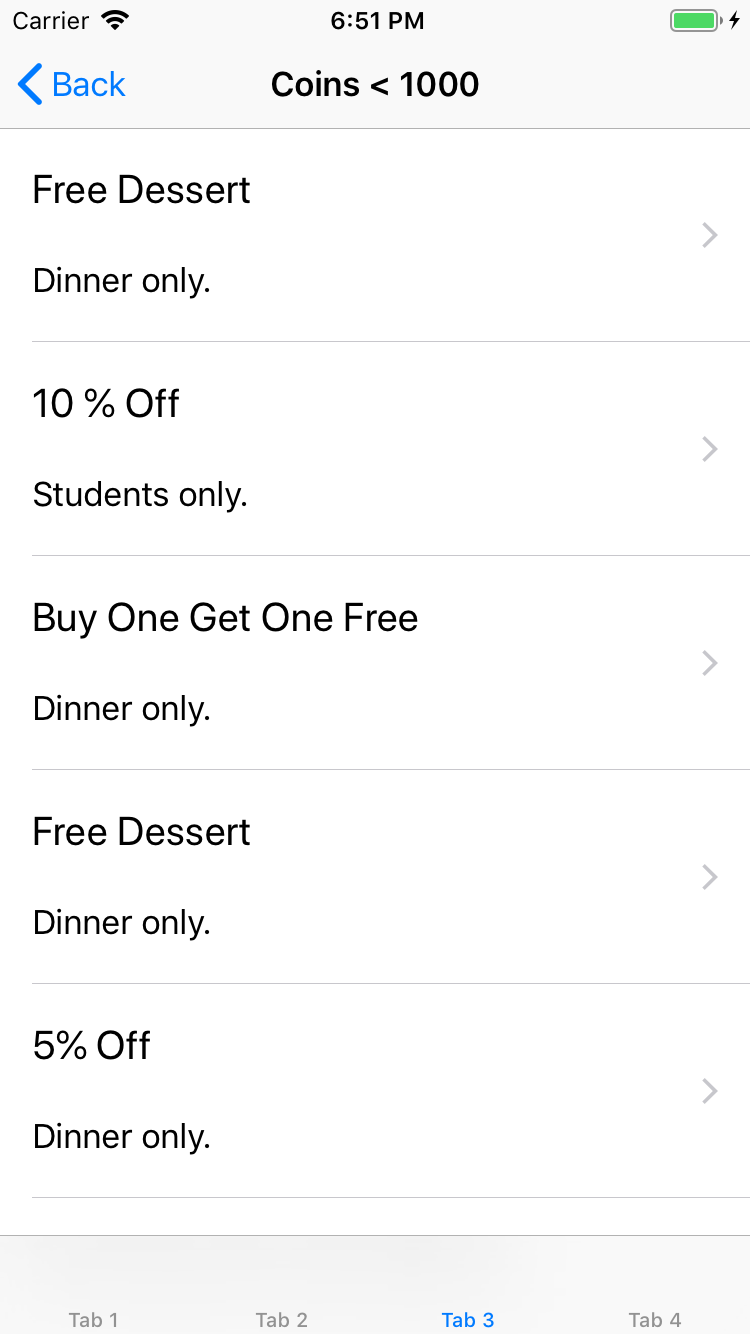 Carrier 6:51 PM
Back Coins < 1000
Free Dessert
Dinner only.
10 % Off
Students only.
Buy One Get One Free
Dinner only.
Free Dessert
Dinner only.
5% Off
Dinner only.
Tab 1 Tab 2 Tab 3 Tab 4